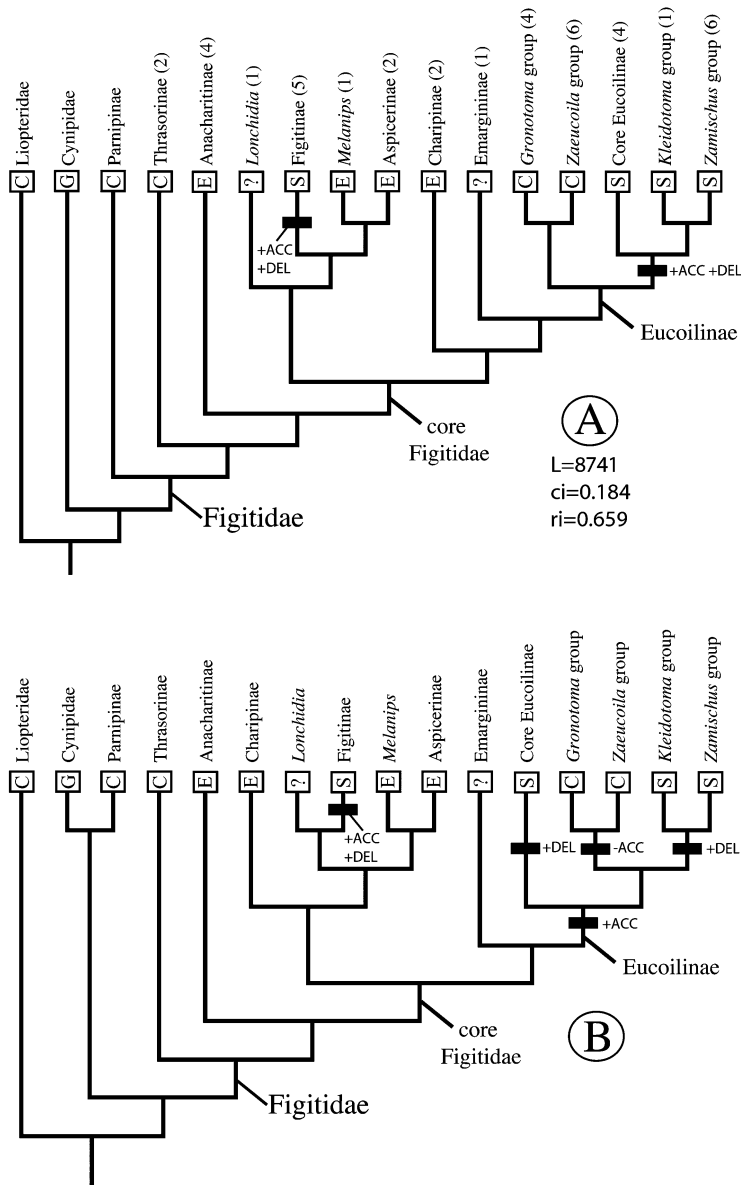 Liopteridae
Cynipidae
Parnipinae
Thrasorinae (2)
Anacharitinae (4)
Lonchidia (1)
Figitinae (5)
Melanips (1)
Aspicerinae (2)
Charipinae (2)
Emargininae (1)
Gronotoma group (4)
Zaeucoila group (6)
Core Eucoilinae (4)
Kleidotoma group (1)
Zamischus group (6)
C G C C E ? S E E E ? C C S S S
+ACC
+DEL
+ACC +DEL
Eucoilinae
core
Figitidae
Figitidae
A
L=8741
ci=0.184
ri=0.659
Liopteridae
Cynipidae
Parnipinae
Thrasorinae
Anacharitinae
Charipinae
Lonchidia
Figitinae
Melanips
Aspicerinae
Emargininae
Core Eucoilinae
Gronotoma group
Zaeucoila group
Kleidotoma group
Zamischus group
C G C C E E ? S E E ? S C C S S
+ACC
+DEL
+DEL
-ACC
+DEL
+ACC
Eucoilinae
core
Figitidae
B
Figitidae